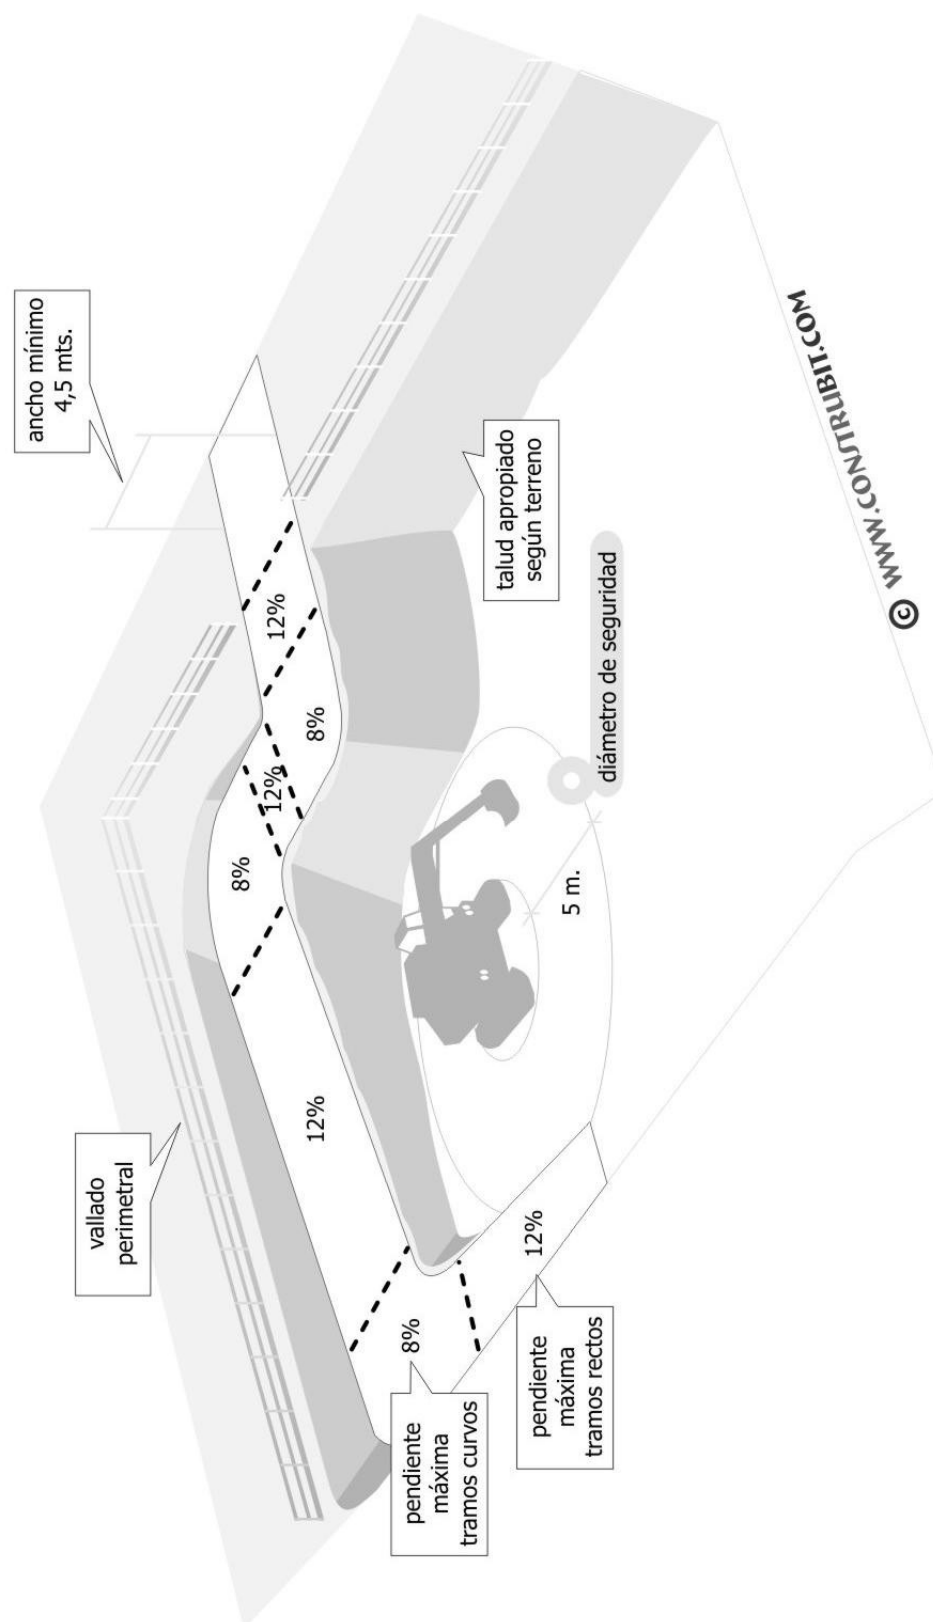 ancho mínimo
4,5 mts.
vallado
perimetral
12%
8%
12%
8%
12%
8%
12%
talud apropiado
según terreno
diámetro de seguridad
5 m.
pendiente
máxima
tramos curvos
pendiente
máxima
tramos rectos
© WWW.CONSTRUBIT.COM